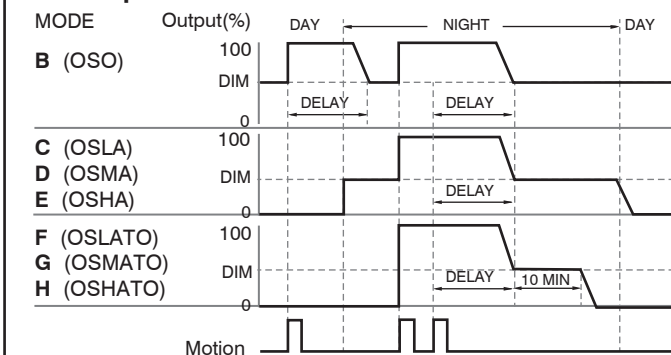 MODE Output(%) DAY NIGHT DAY
100
B (OSO)
DIM
DELAY DELAY
0
100
C (OSLA)
D (OSMA) DIM
E (OSHA) DELAY
0
F (OSLATO) 100
G (OSMATO)
DIM DELAY 10 MIN
H (OSHATO)
0
Motion